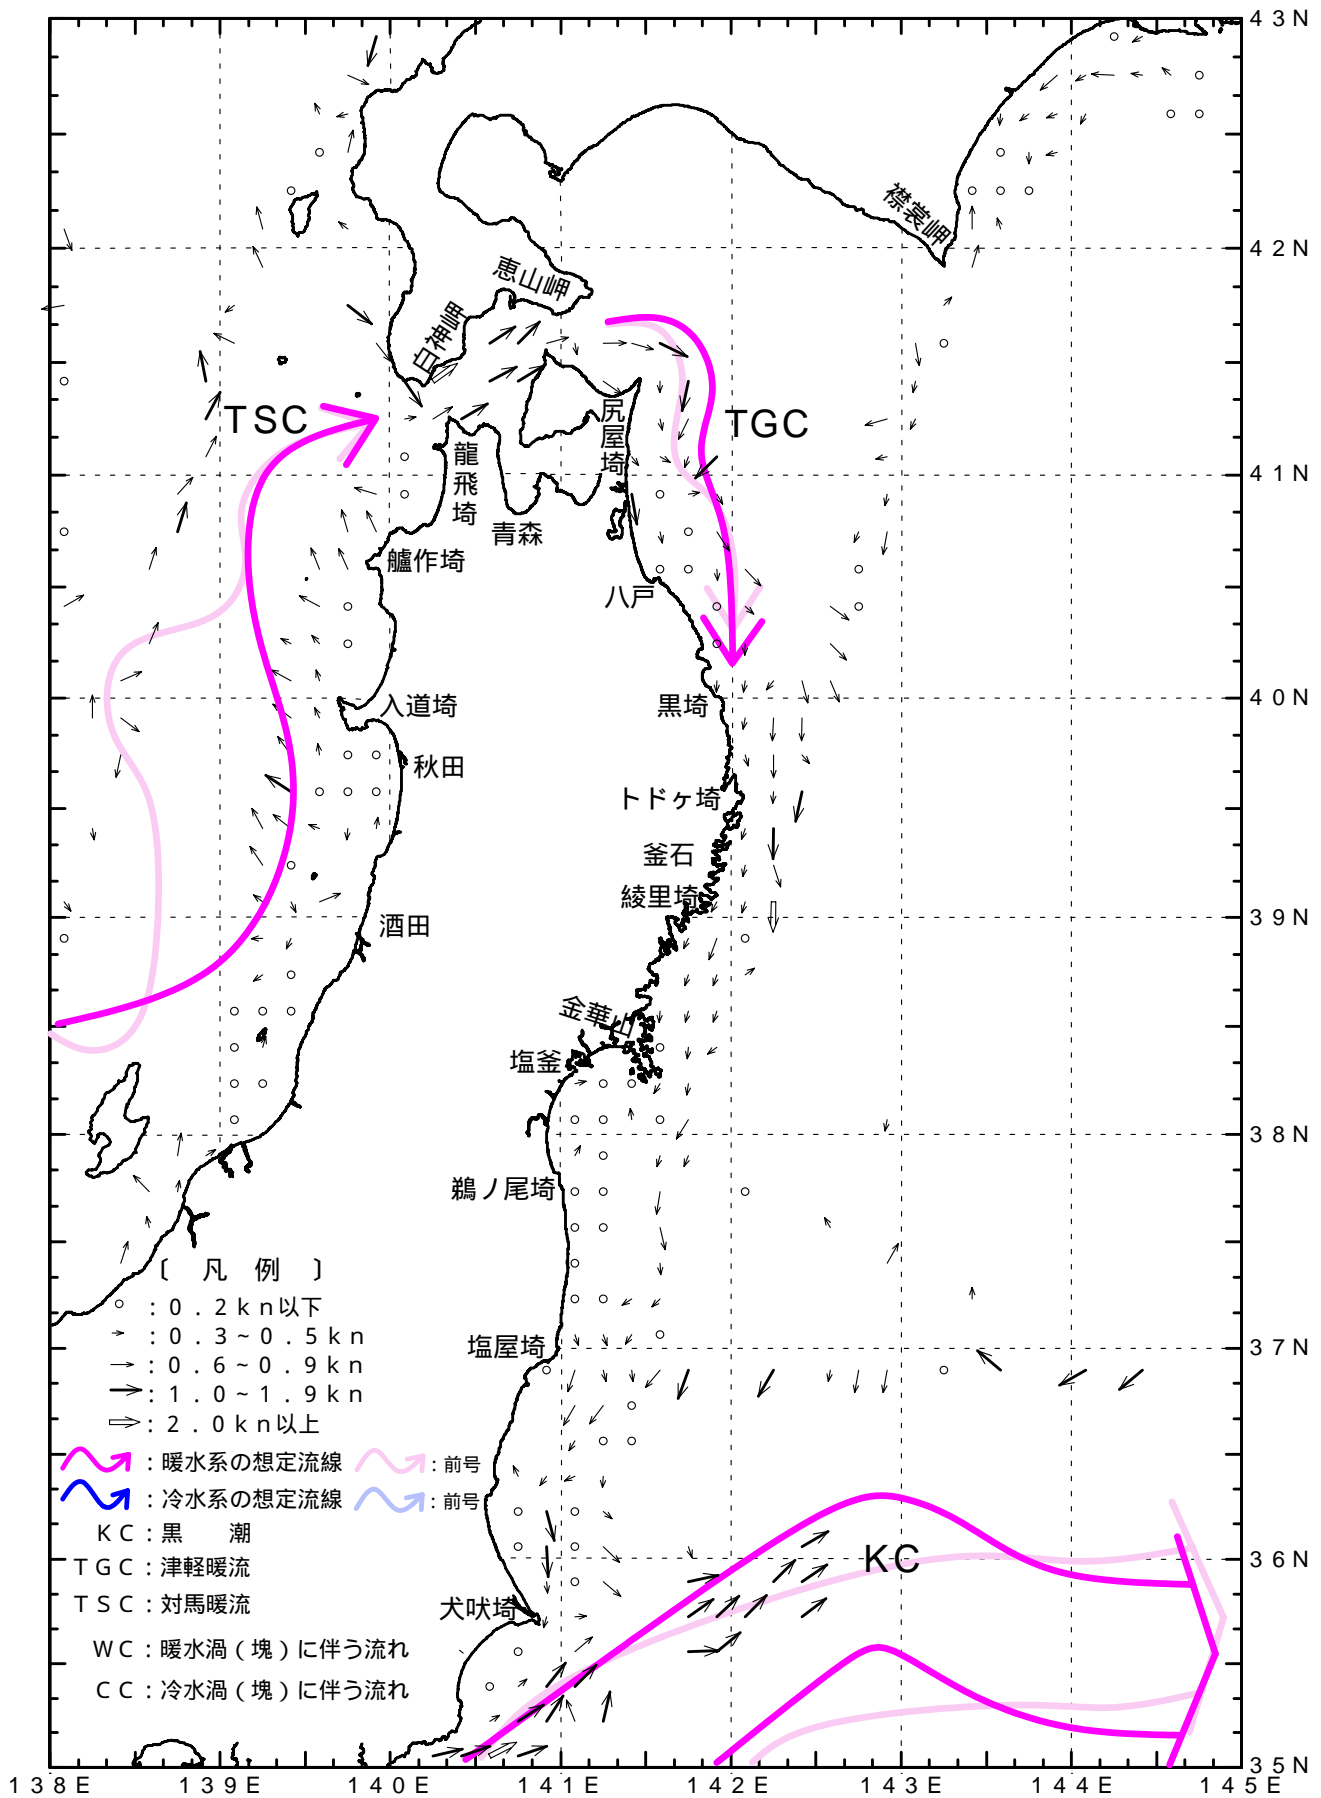 43N
襟裳岬
42N
恵山岬
白神岬
TSC
TGC
尻屋埼
41N
龍飛埼
青森
艫作埼
八戸
入道埼
黒埼
40N
秋田
トドヶ埼
釜石
綾里埼
39N
酒田
金華山
塩釜
38N
鵜ノ尾埼
〔 凡 例 〕
:0.2kn以下
:0.3~0.5kn
塩屋埼
37N
:0.6~0.9kn
:1.0~1.9kn
:2.0kn以上
:暖水系の想定流線 :前号
:冷水系の想定流線 :前号
KC:黒 潮
KC
36N
TGC:津軽暖流
TSC:対馬暖流
犬吠埼
WC:暖水渦(塊)に伴う流れ
CC:冷水渦(塊)に伴う流れ
35N
138E 139E 140E 141E 142E 143E 144E 145E